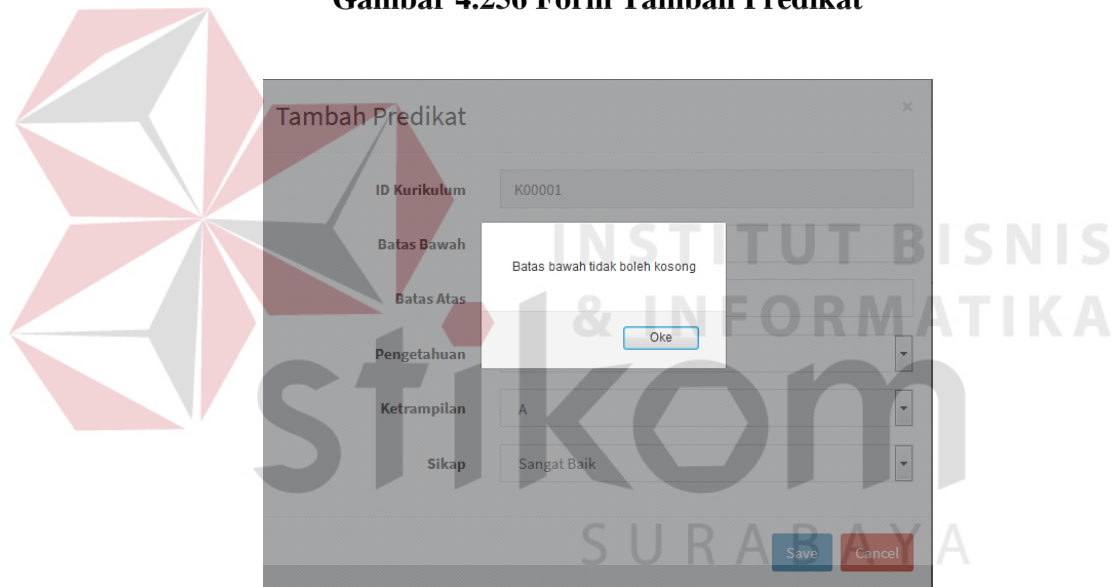 Gambar 4.256 Form Tambah Predikat
Tambah Predikat
×
ID Kurikulum K00001
Batas Bawah
Batas bawah tidak boleh kosong
Batas Atas
Oke
Pengetahuan
Ketrampilan A
Sikap Sangat Baik
Save Cancel
INSTITUT BISNIS
& INFORMATIKA
stikom
SURABAYA